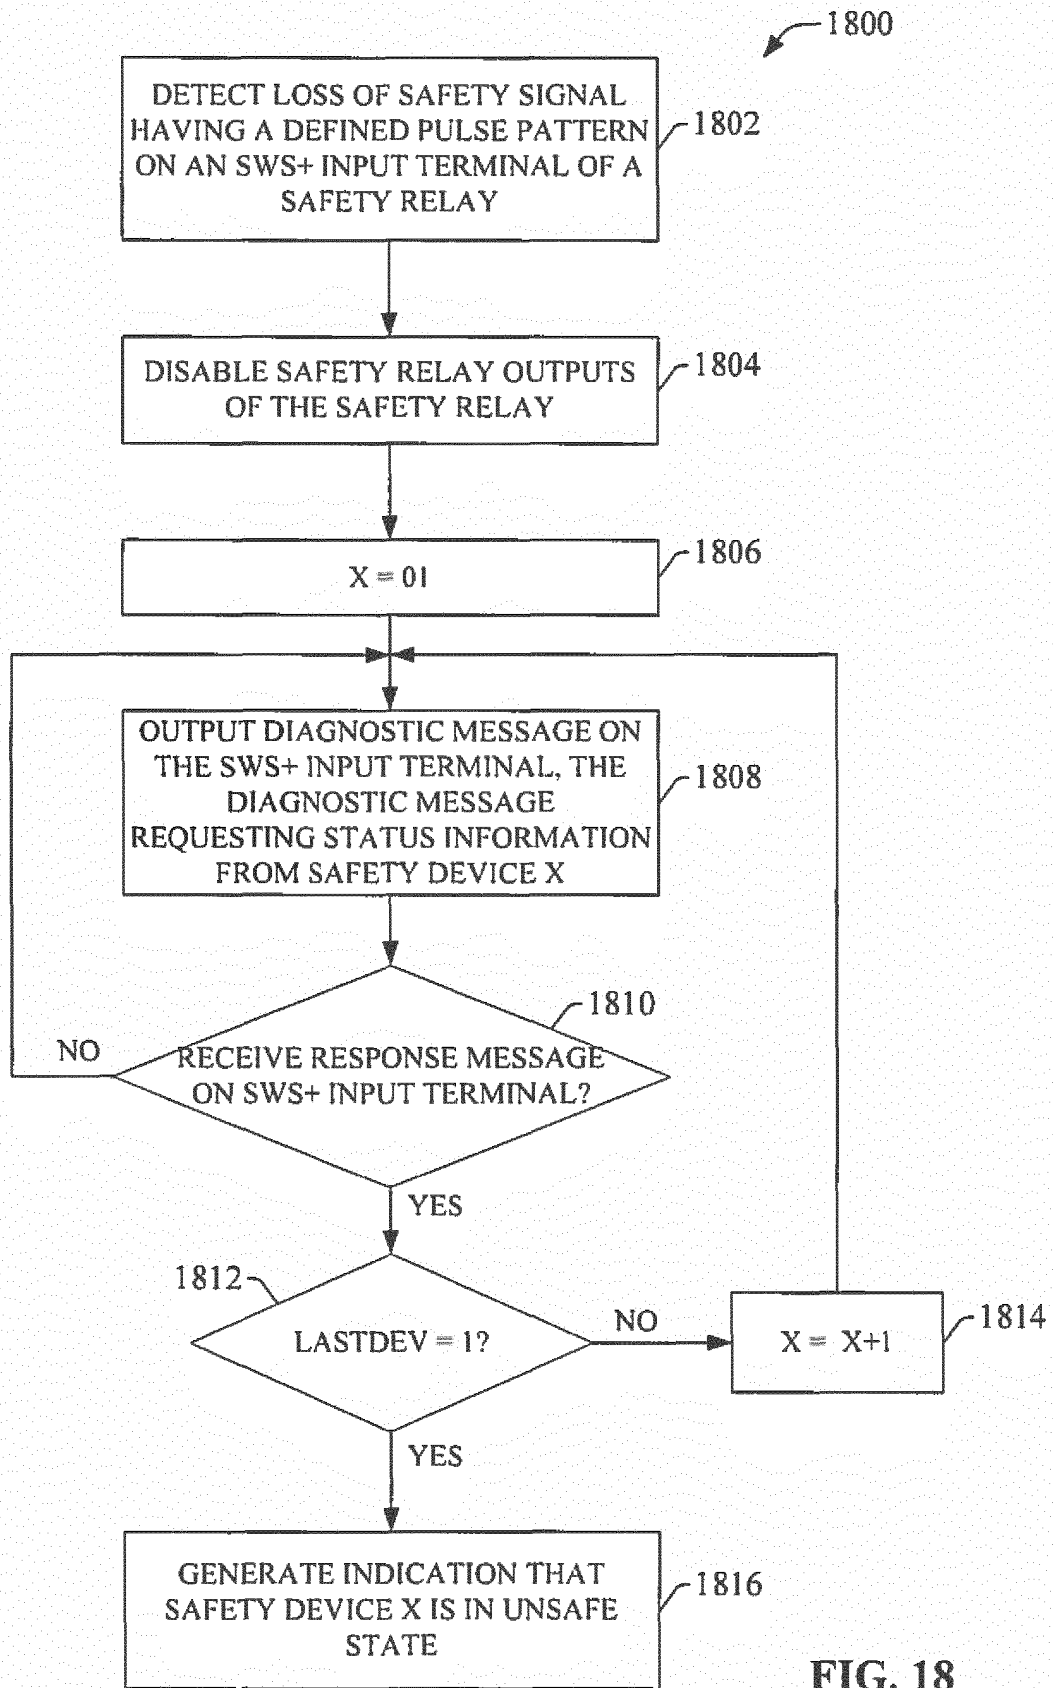 1800
DETECT LOSS OF SAFETY SIGNAL
HAVING A DEFINED PULSE PATTERN
ON AN SWS+ INPUT TERMINAL OF A
SAFETY RELAY
1802
DISABLE SAFETY RELAY OUTPUTS
OF THE SAFETY RELAY
1804
X = 01
1806
OUTPUT DIAGNOSTIC MESSAGE ON
THE SWS+ INPUT TERMINAL, THE
DIAGNOSTIC MESSAGE
REQUESTING STATUS INFORMATION
FROM SAFETY DEVICE X
1808
1810
NO
RECEIVE RESPONSE MESSAGE
ON SWS+ INPUT TERMINAL?
YES
1812
LASTDEV = 1?
NO
X = X+1
1814
YES
GENERATE INDICATION THAT
SAFETY DEVICE X IS IN UNSAFE
STATE
1816
FIG. 18